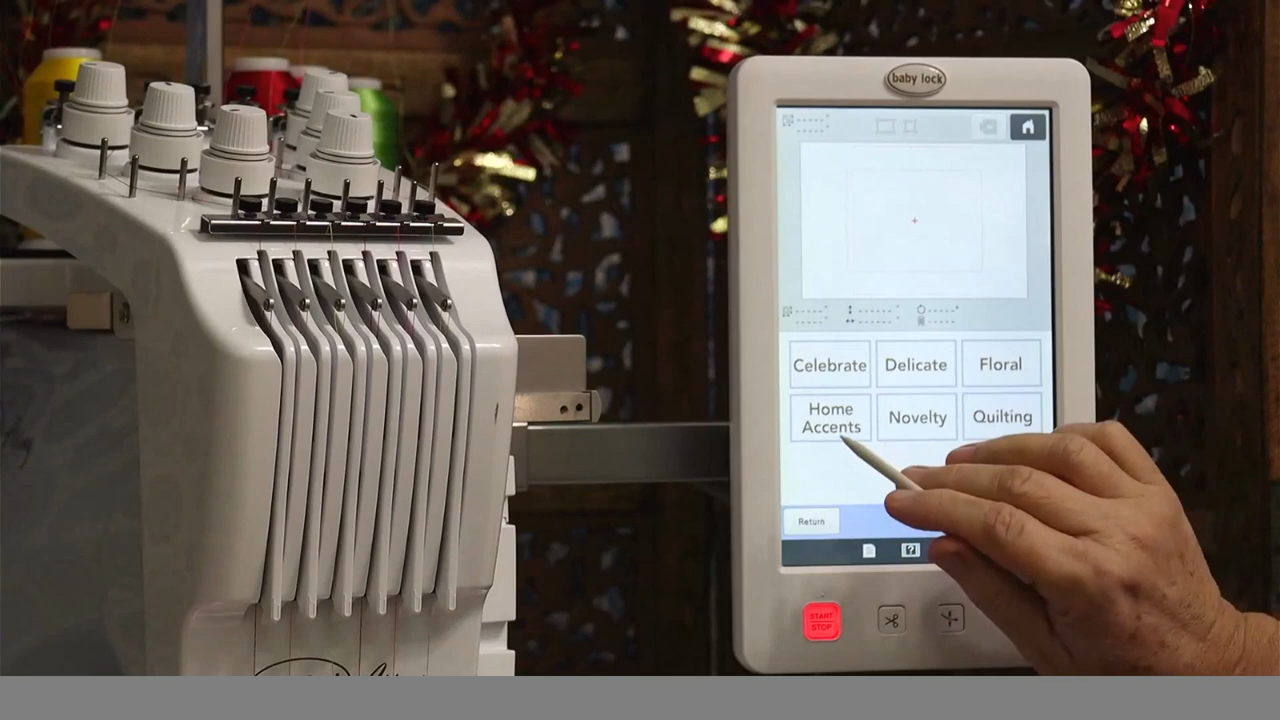 baby lock
Celebrate
Delicate
Floral
Home
Accents
Novelty
Quilting
Return
START
STOP